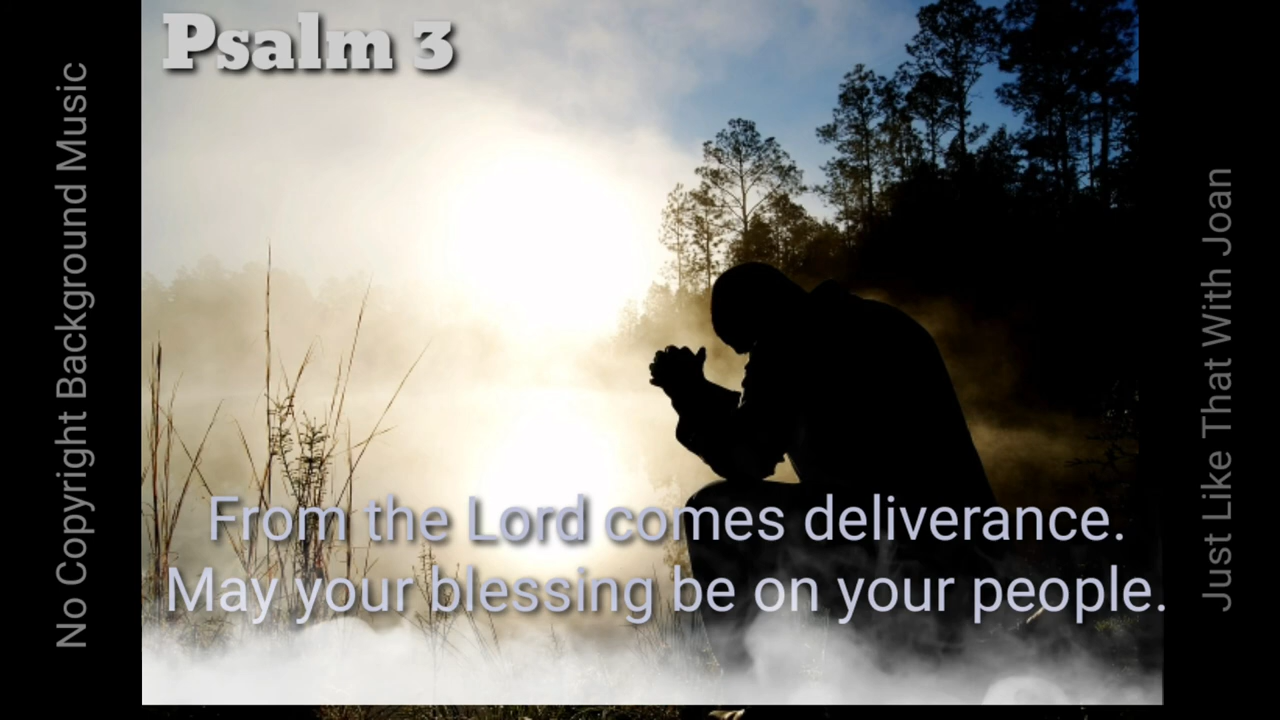 Psalm 3
No Copyright Background Music
From the Lord comes deliverance.
May your blessing be on your people.
Just Like That With Joan